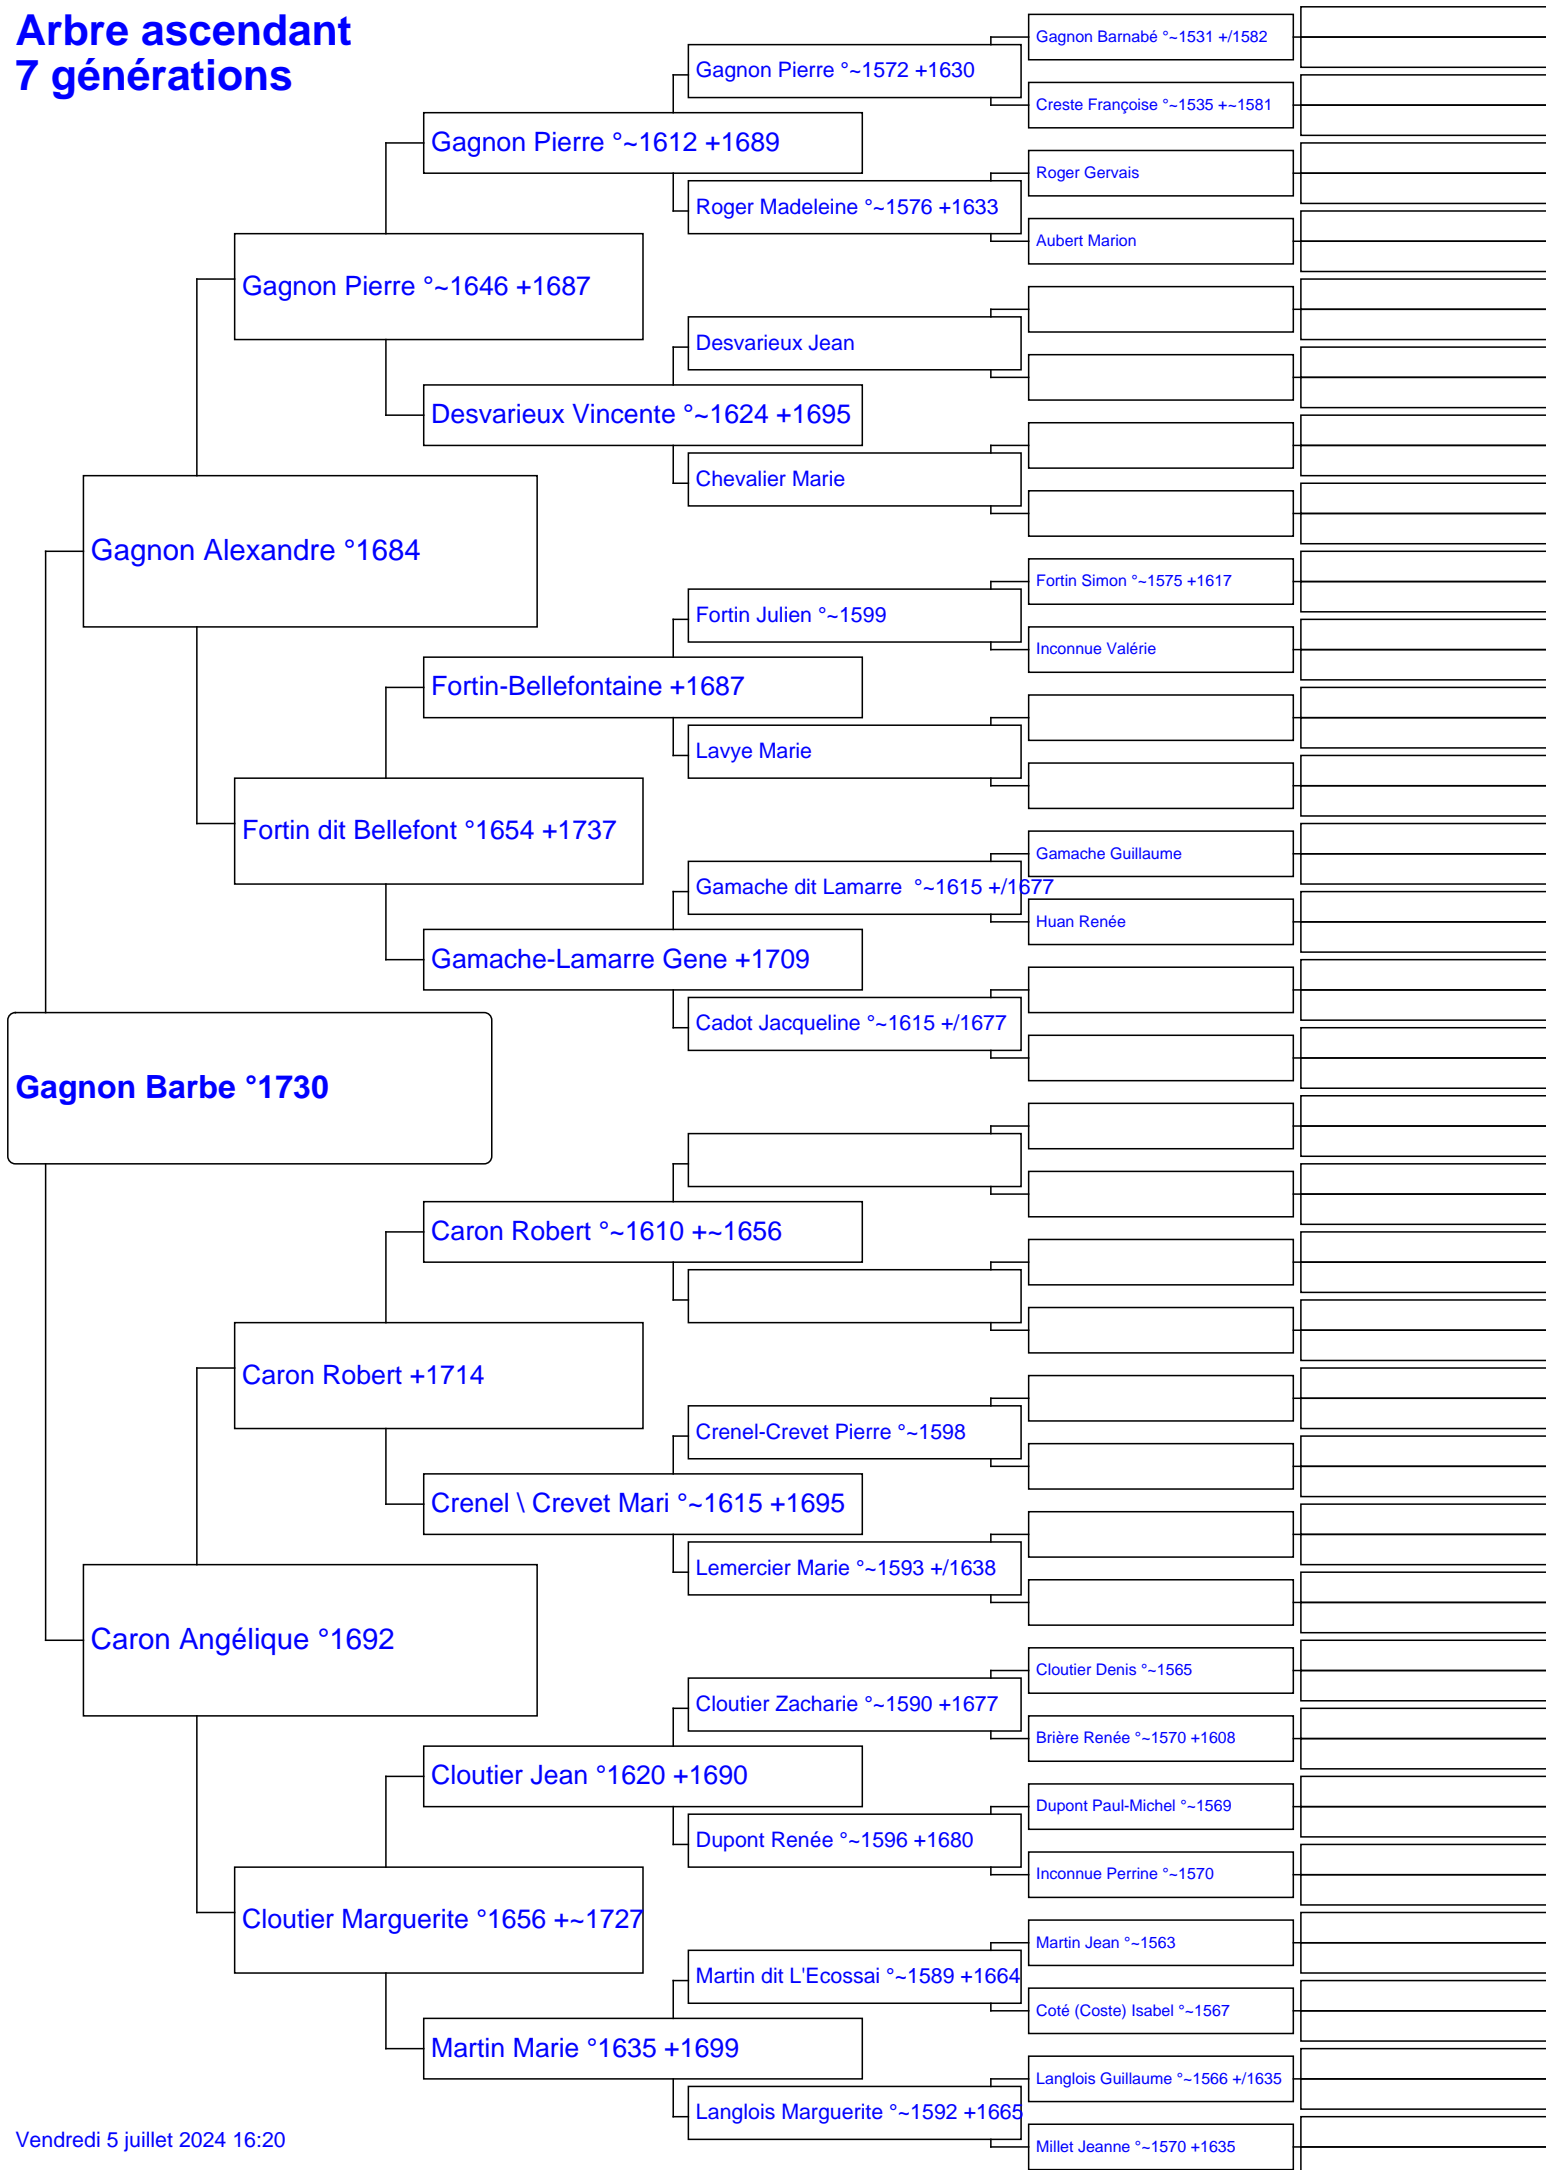 Arbre ascendant
7 générations
Gagnon Barbe °1730
Gagnon Alexandre °1684
Caron Angélique °1692
Gagnon Pierre °~1646 +1687
Fortin dit Bellefont °1654 +1737
Caron Robert +1714
Cloutier Marguerite °1656 +~1727
Gagnon Pierre °~1612 +1689
Desvarieux Vincente °~1624 +1695
Fortin-Bellefontaine +1687
Gamache-Lamarre Gene +1709
Caron Robert °~1610 +~1656
Crenel \ Crevet Mari °~1615 +1695
Cloutier Jean °1620 +1690
Martin Marie °1635 +1699
Gagnon Pierre °~1572 +1630
Roger Madeleine °~1576 +1633
Desvarieux Jean
Chevalier Marie
Fortin Julien °~1599
Lavye Marie
Gamache dit Lamarre  °~1615 +/1677
Cadot Jacqueline °~1615 +/1677
Crenel-Crevet Pierre °~1598
Lemercier Marie °~1593 +/1638
Cloutier Zacharie °~1590 +1677
Dupont Renée °~1596 +1680
Martin dit L'Ecossai °~1589 +1664
Langlois Marguerite °~1592 +1665
Gagnon Barnabé °~1531 +/1582
Creste Françoise °~1535 +~1581
Roger Gervais
Aubert Marion
Fortin Simon °~1575 +1617
Inconnue Valérie
Gamache Guillaume
Huan Renée
Cloutier Denis °~1565
Brière Renée °~1570 +1608
Dupont Paul-Michel °~1569
Inconnue Perrine °~1570
Martin Jean °~1563
Coté (Coste) Isabel °~1567
Langlois Guillaume °~1566 +/1635
Millet Jeanne °~1570 +1635
Vendredi 5 juillet 2024 16:20